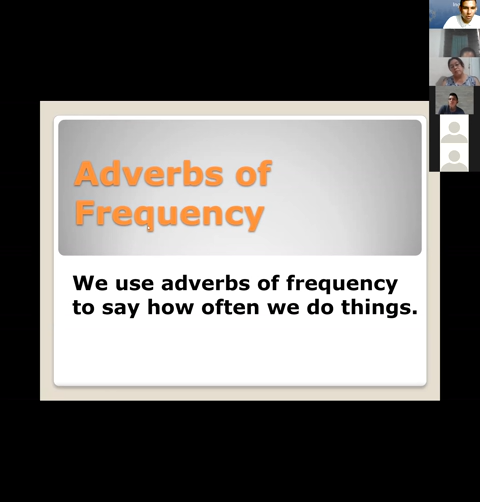 Adverbs of
Frequency
We use adverbs of frequency
to say how often we do things.